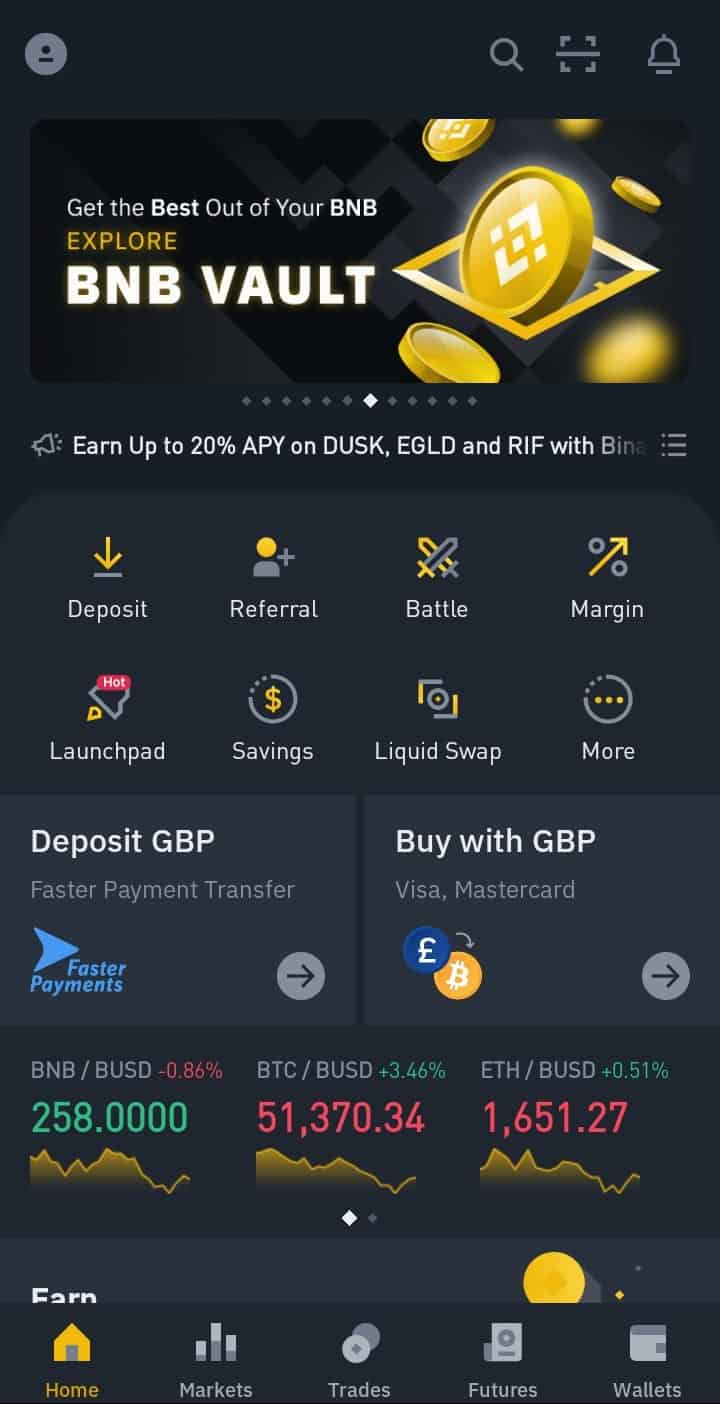 Get the Best Out of Your BNB
EXPLORE
BNB VAULT
Earn Up to 20% APY on DUSK, EGLD and RIF with Bina
Deposit
Referral
Battle
Margin
Hot
Launchpad
$
Savings
Liquid Swap
More
Deposit GBP
Faster Payment Transfer
Faster
Payments
Buy with GBP
Visa, Mastercard
£
₿
BNB / BUSD -0.86%
258.0000
BTC / BUSD +3.46%
51,370.34
ETH / BUSD +0.51%
1,651.27
Earn
Home
Markets
Trades
Futures
Wallets